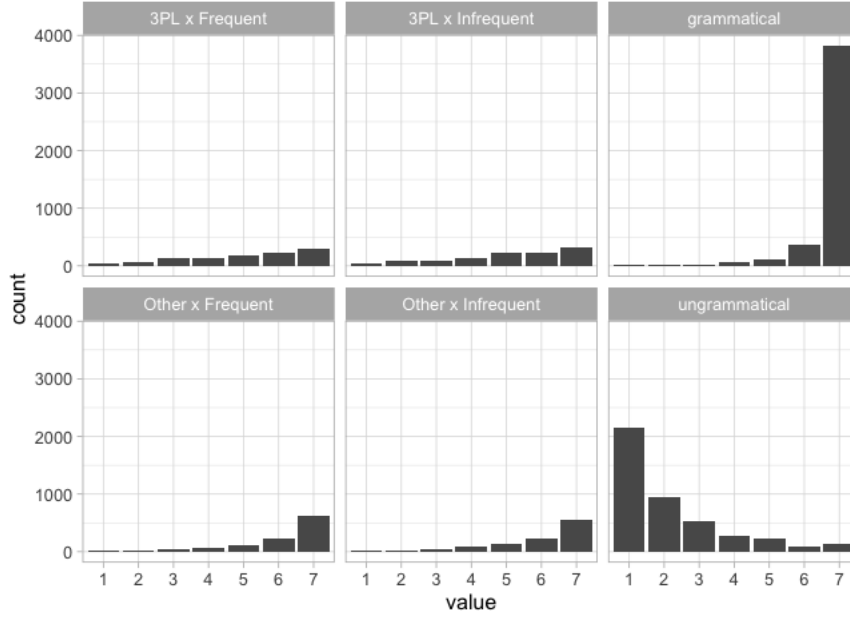 3PL x Frequent
3PL x Infrequent
grammatical
4000
3000
2000
1000
0
Other x Frequent
Other x Infrequent
ungrammatical
4000
3000
2000
1000
0
count
1 2 3 4 5 6 7
1 2 3 4 5 6 7
1 2 3 4 5 6 7
value